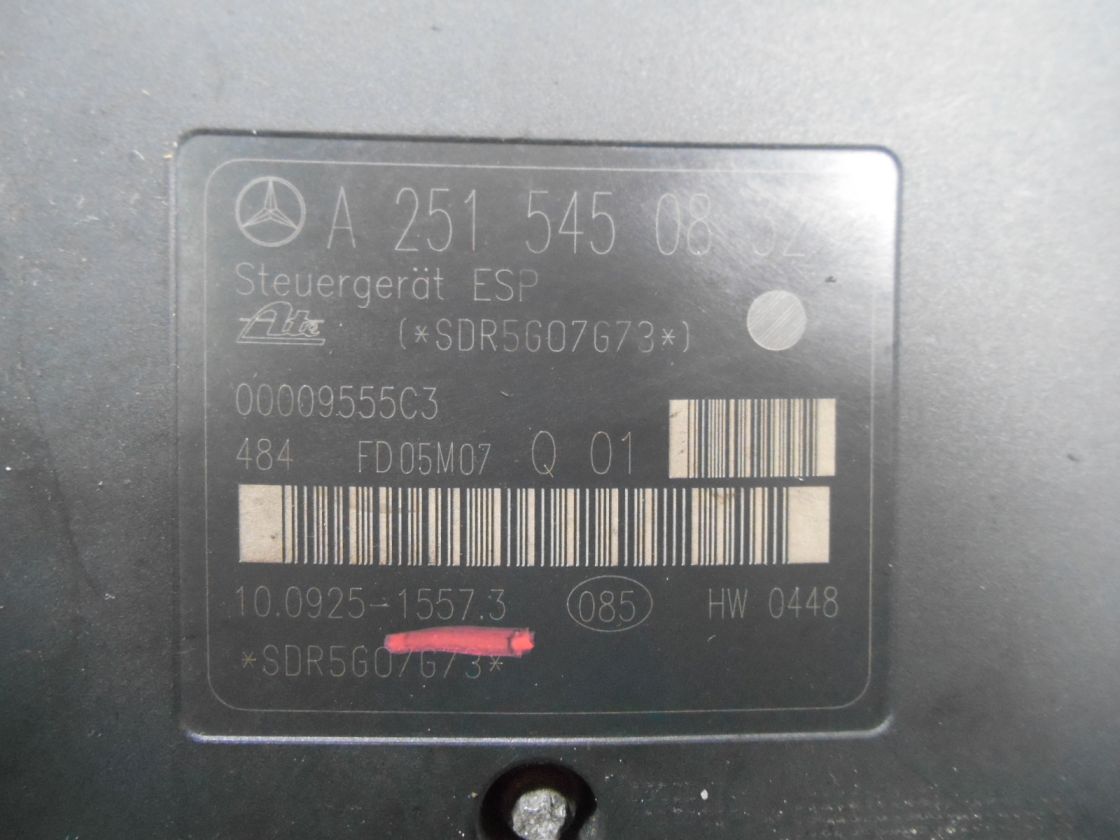 A 251 545 08 32
Steuergerät ESP
Ate (*SDR5G07G73*)
00009555C3
484 FD05M07 Q 01
10.0925-1557.3 085 HW 0448
*SDR5G07G73*